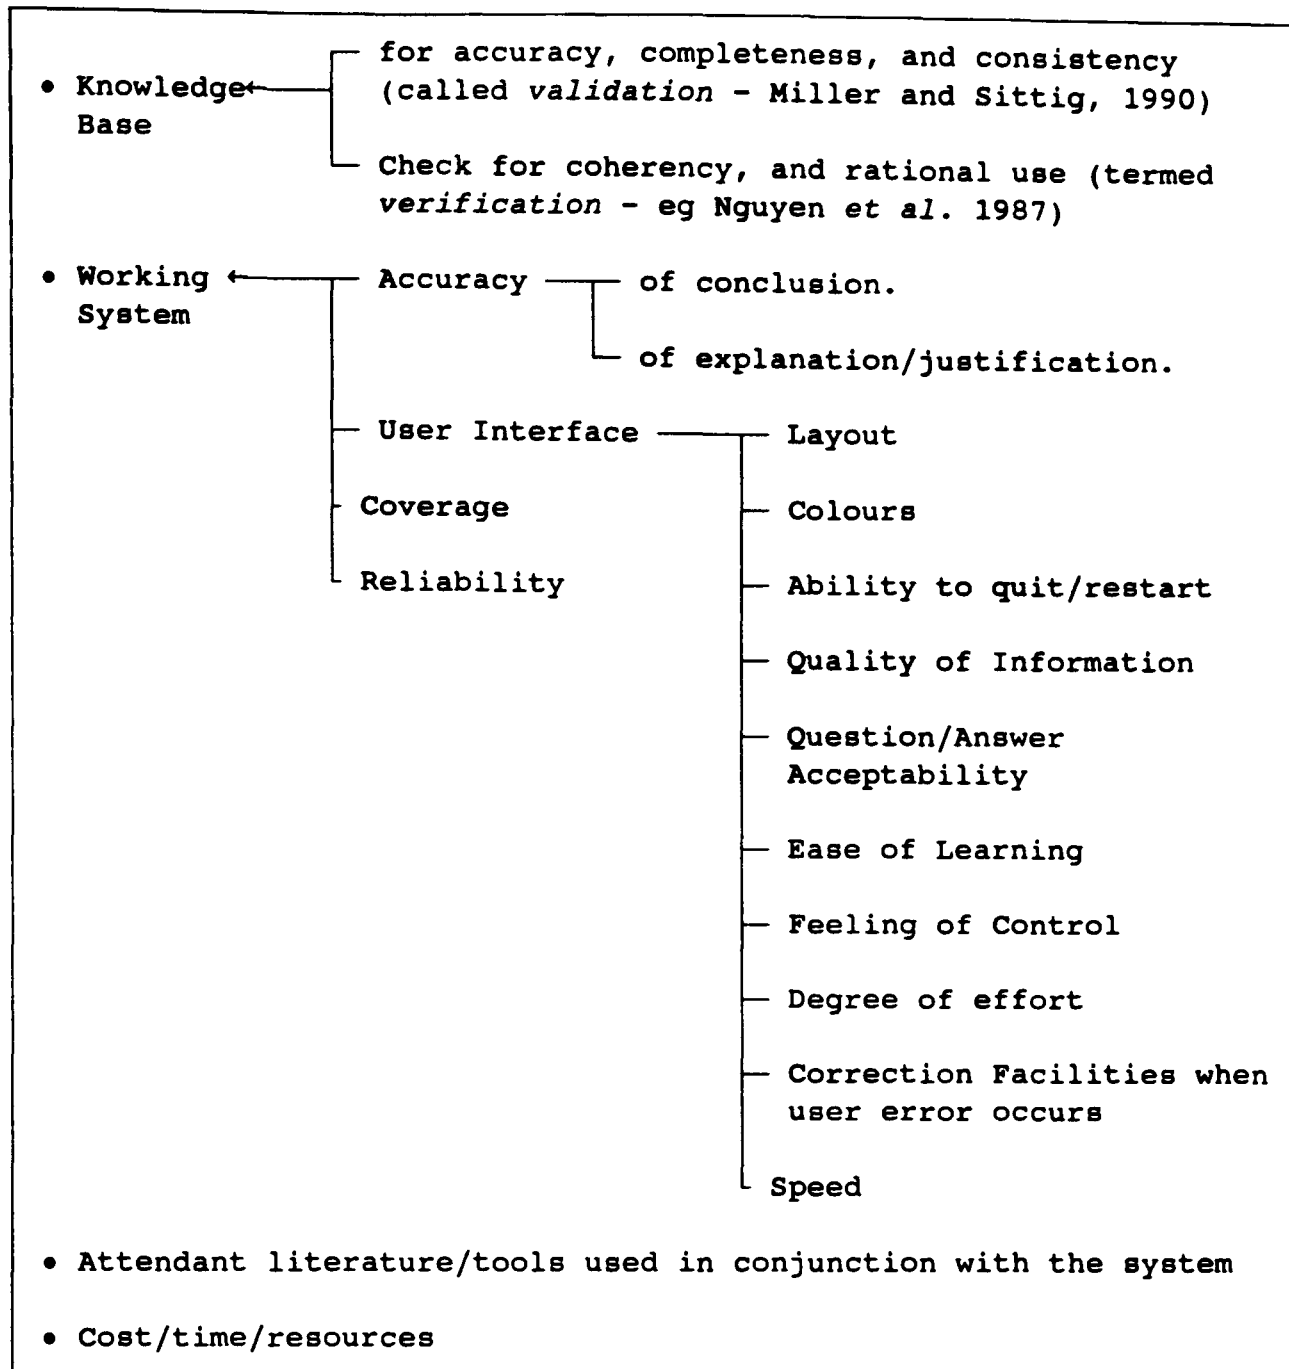 for accuracy, completeness, and consistency
• Knowledge (called validation - Miller and Sittig, 1990)
Base
Check for coherency, and rational use (termed
verification - eg Nguyen et al. 1987)
• Working Accuracy of conclusion.
System
of explanation/justification.
User Interface Layout
Coverage Colours
Reliability Ability to quit/restart
Quality of Information
Question/Answer
Acceptability
Ease of Learning
Feeling of Control
Degree of effort
Correction Facilities when
user error occurs
Speed
• Attendant literature/tools used in conjunction with the system
• Cost/time/resources